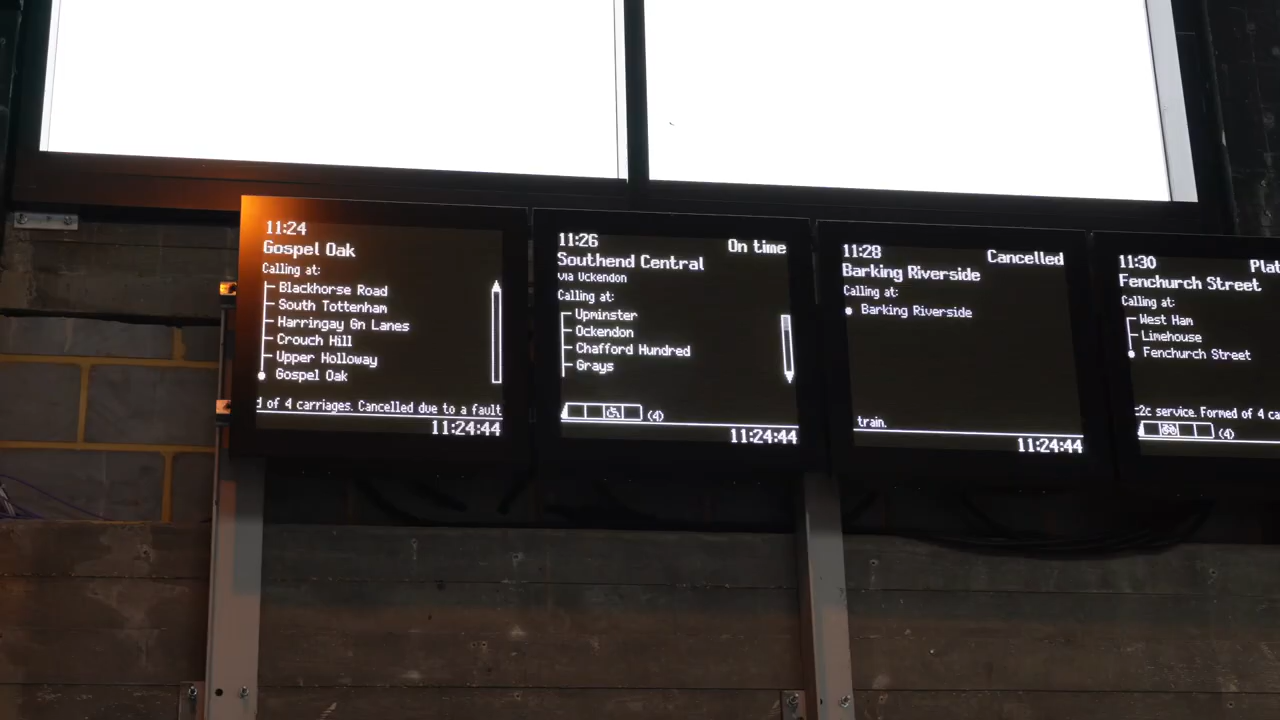 11:24
Gospel Oak
Calling at:
Blackhorse Road
South Tottenham
Harringay Gn Lanes
Crouch Hill
Upper Holloway
Gospel Oak
d of 4 carriages. Cancelled due to a fault
11:24:44
11:26 On time
Southend Central
via Ockendon
Calling at:
Upminster
Ockendon
Chafford Hundred
Grays
(4)
11:24:44
11:28 Cancelled
Barking Riverside
Calling at:
Barking Riverside
train.
11:24:44
11:30 Plat
Fenchurch Street
Calling at:
West Ham
Limehouse
Fenchurch Street
c2c service. Formed of 4 ca
(4)